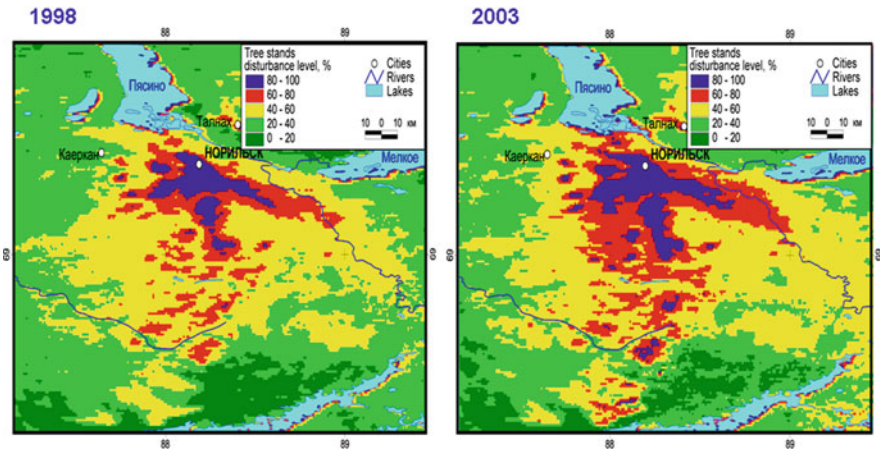 1998
2003
88
89
Tree stands
disturbance level, %
80 - 100
60 - 80
40 - 60
20 - 40
0 - 20
Cities
Rivers
Lakes
10 0 10 км
Пясино
Талнах
Каеркан
НОРИЛЬСК
Мелкое
69
88
89
88
89
Tree stands
disturbance level, %
80 - 100
60 - 80
40 - 60
20 - 40
0 - 20
Cities
Rivers
Lakes
10 0 10 км
Пясино
Талнах
Каеркан
НОРИЛЬСК
Мелкое
69
69
88
89